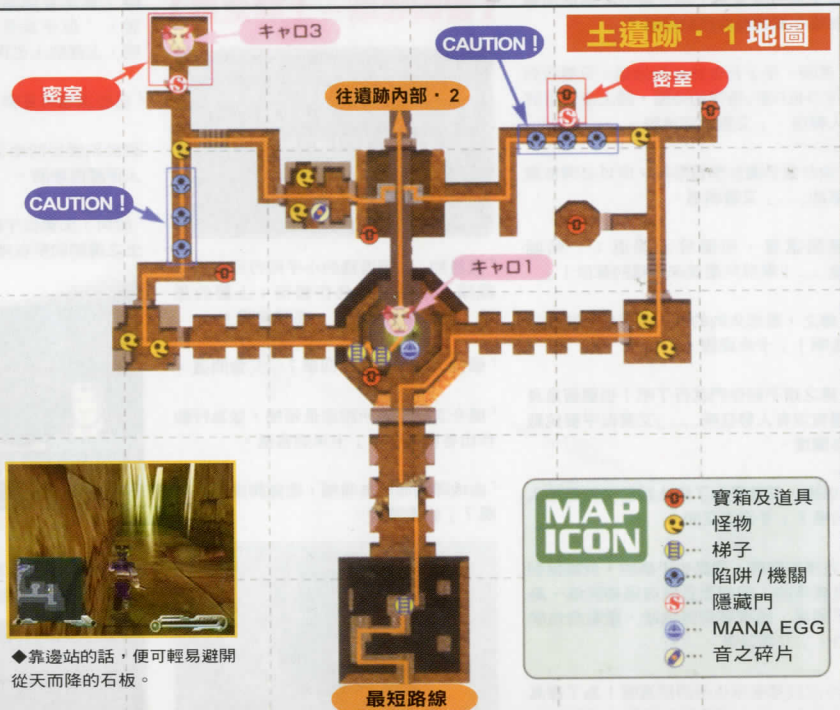 土遺跡・1 地圖
キャロ3
CAUTION !
密室
密室
往遺跡內部・2
CAUTION !
キャロ1
MAP ICON
寶箱及道具
怪物
梯子
陷阱 / 機關
隱藏門
MANA EGG
音之碎片
◆靠邊站的話，便可輕易避開
從天而降的石板。
最短路線